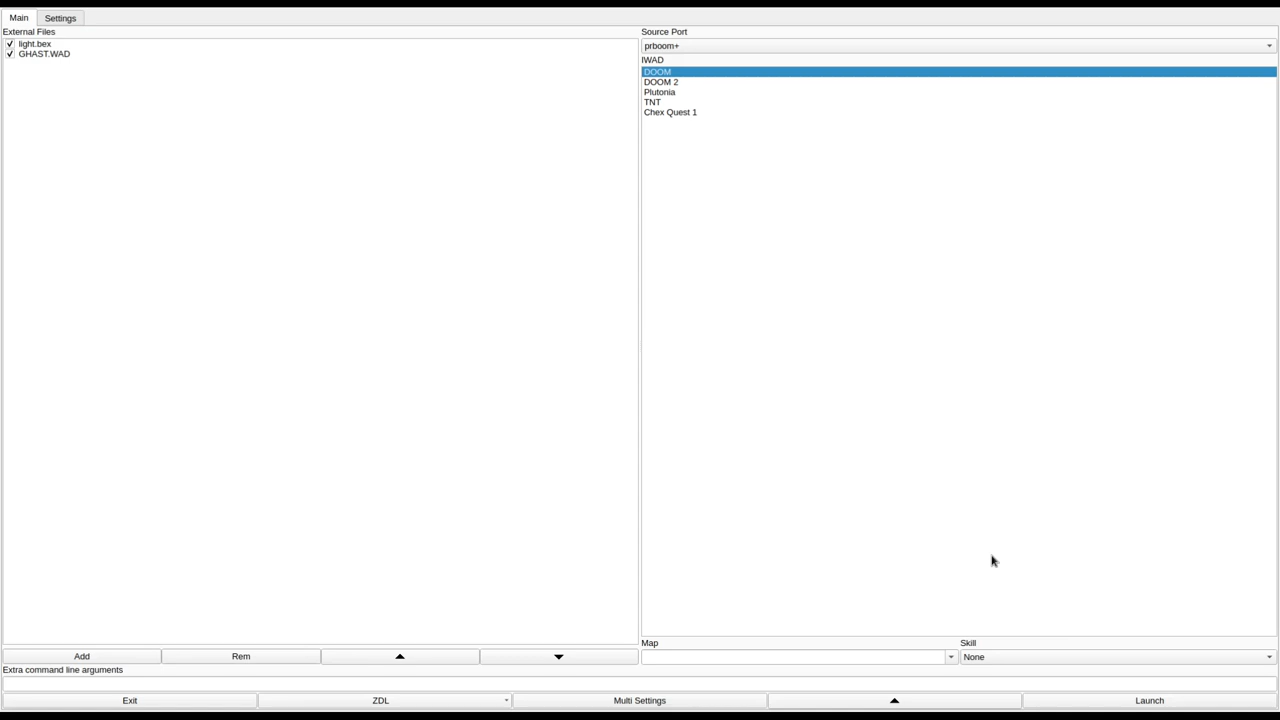 Main
Settings
External Files
light.bex
GHAST.WAD
Source Port
prboom+
IWAD
DOOM
DOOM 2
Plutonia
TNT
Chex Quest 1
Map
Skill
None
Add
Rem
Extra command line arguments
Exit
ZDL
Multi Settings
Launch